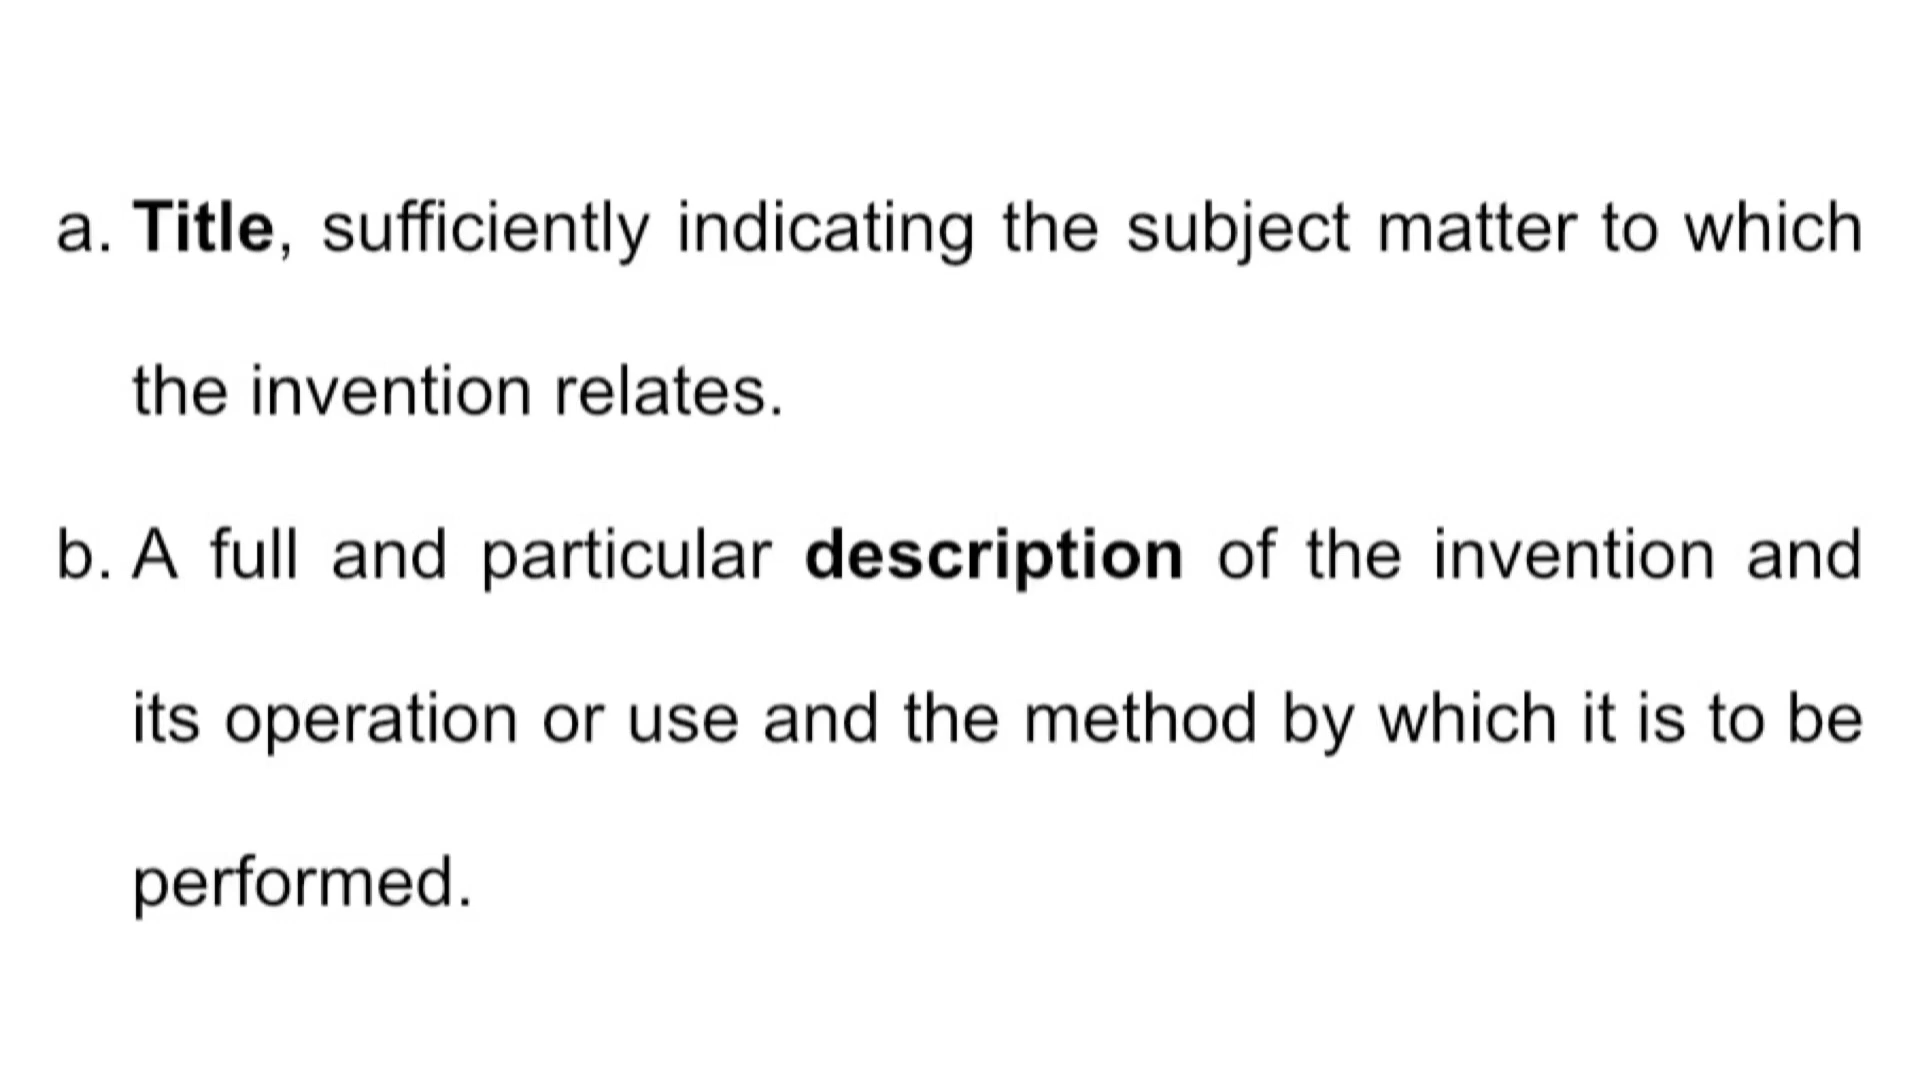 a. Title, sufficiently indicating the subject matter to which
the invention relates.
b. A full and particular description of the invention and
its operation or use and the method by which it is to be
performed.